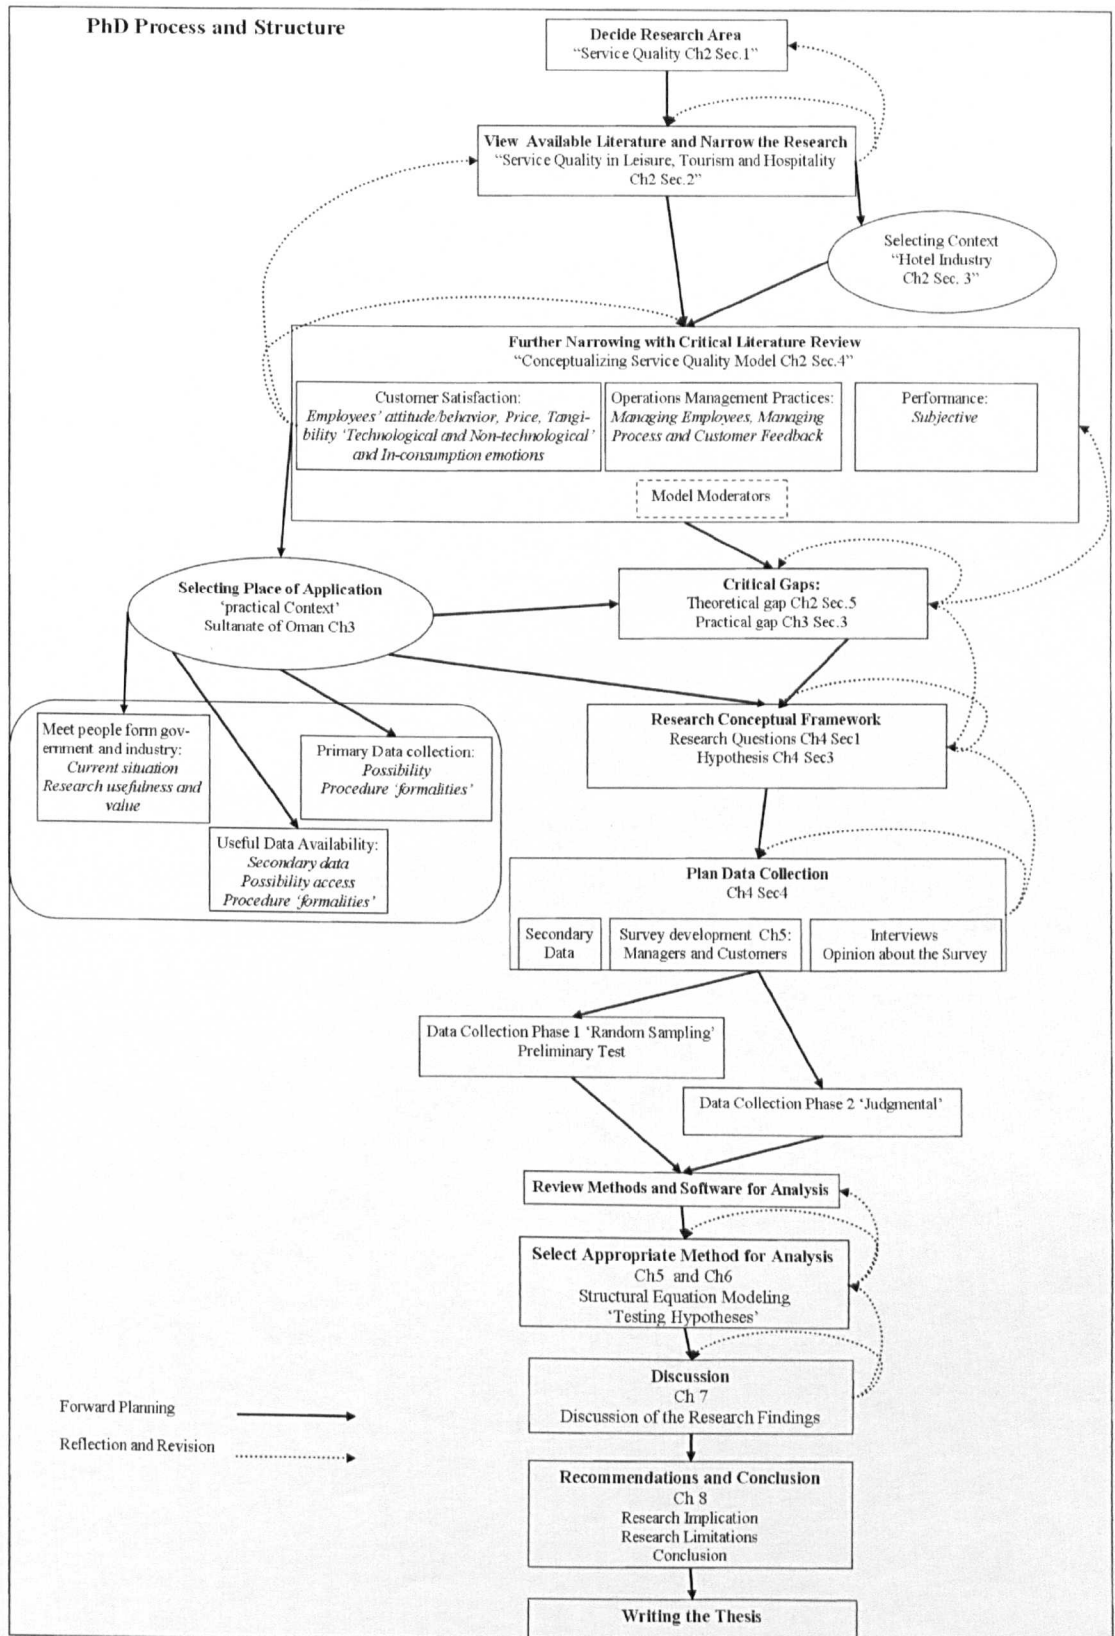 PhD Process and Structure
Decide Research Area
“Service Quality Ch2 Sec.1”
View Available Literature and Narrow the Research
“Service Quality in Leisure, Tourism and Hospitality
Ch2 Sec.2”
Selecting Context
“Hotel Industry
Ch2 Sec. 3”
Further Narrowing with Critical Literature Review
“Conceptualizing Service Quality Model Ch2 Sec.4”
Customer Satisfaction:
Employees’ attitude/behavior, Price, Tangi-
bility ‘Technological and Non-technological’
and In-consumption emotions
Operations Management Practices:
Managing Employees, Managing
Process and Customer Feedback
Performance:
Subjective
Model Moderators
Selecting Place of Application
‘practical Context’
Sultanate of Oman Ch3
Critical Gaps:
Theoretical gap Ch2 Sec.5
Practical gap Ch3 Sec.3
Meet people form gov-
ernment and industry:
Current situation
Research usefulness and
value
Primary Data collection:
Possibility
Procedure ‘formalities’
Useful Data Availability:
Secondary data
Possibility access
Procedure ‘formalities’
Research Conceptual Framework
Research Questions Ch4 Sec1
Hypothesis Ch4 Sec3
Plan Data Collection
Ch4 Sec4
Secondary
Data
Survey development Ch5:
Managers and Customers
Interviews
Opinion about the Survey
Data Collection Phase 1 ‘Random Sampling’
Preliminary Test
Data Collection Phase 2 ‘Judgmental’
Review Methods and Software for Analysis
Select Appropriate Method for Analysis
Ch5 and Ch6
Structural Equation Modeling
‘Testing Hypotheses’
Discussion
Ch 7
Discussion of the Research Findings
Forward Planning
Reflection and Revision
Recommendations and Conclusion
Ch 8
Research Implication
Research Limitations
Conclusion
Writing the Thesis